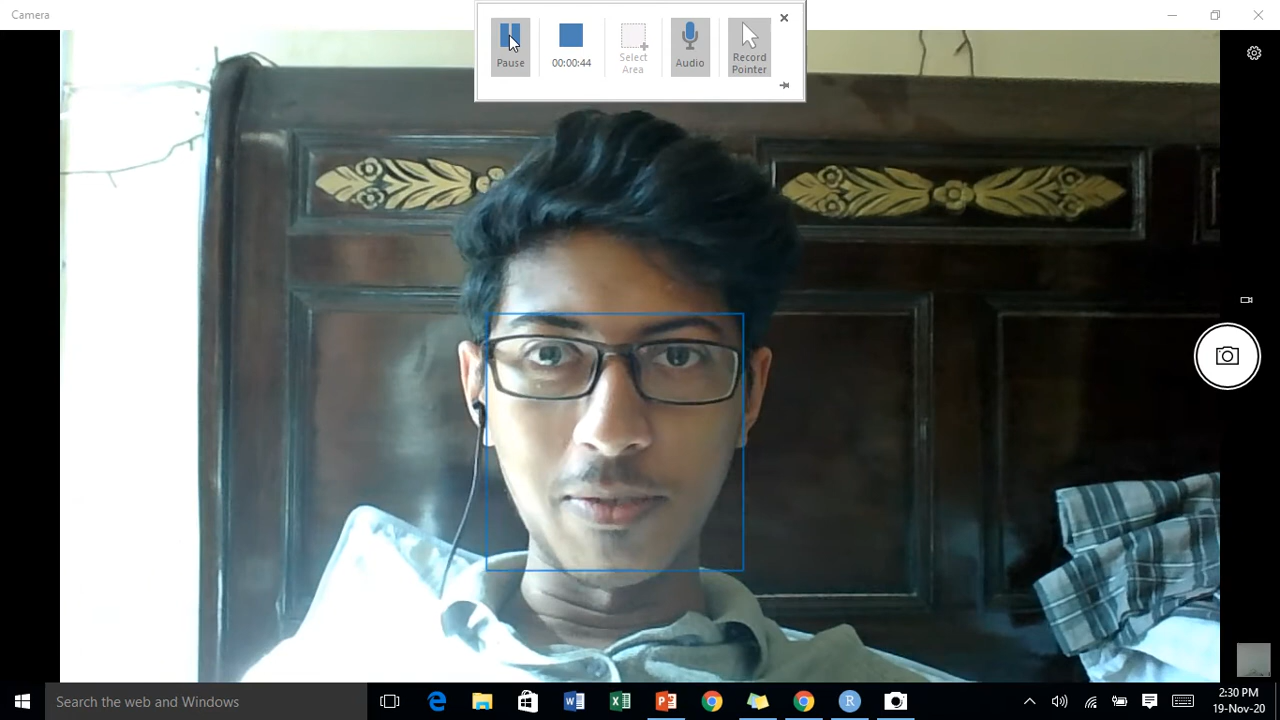 Camera
Pause
00:00:44
Select
Area
Audio
Record
Pointer
Search the web and Windows
2:30 PM
19-Nov-20